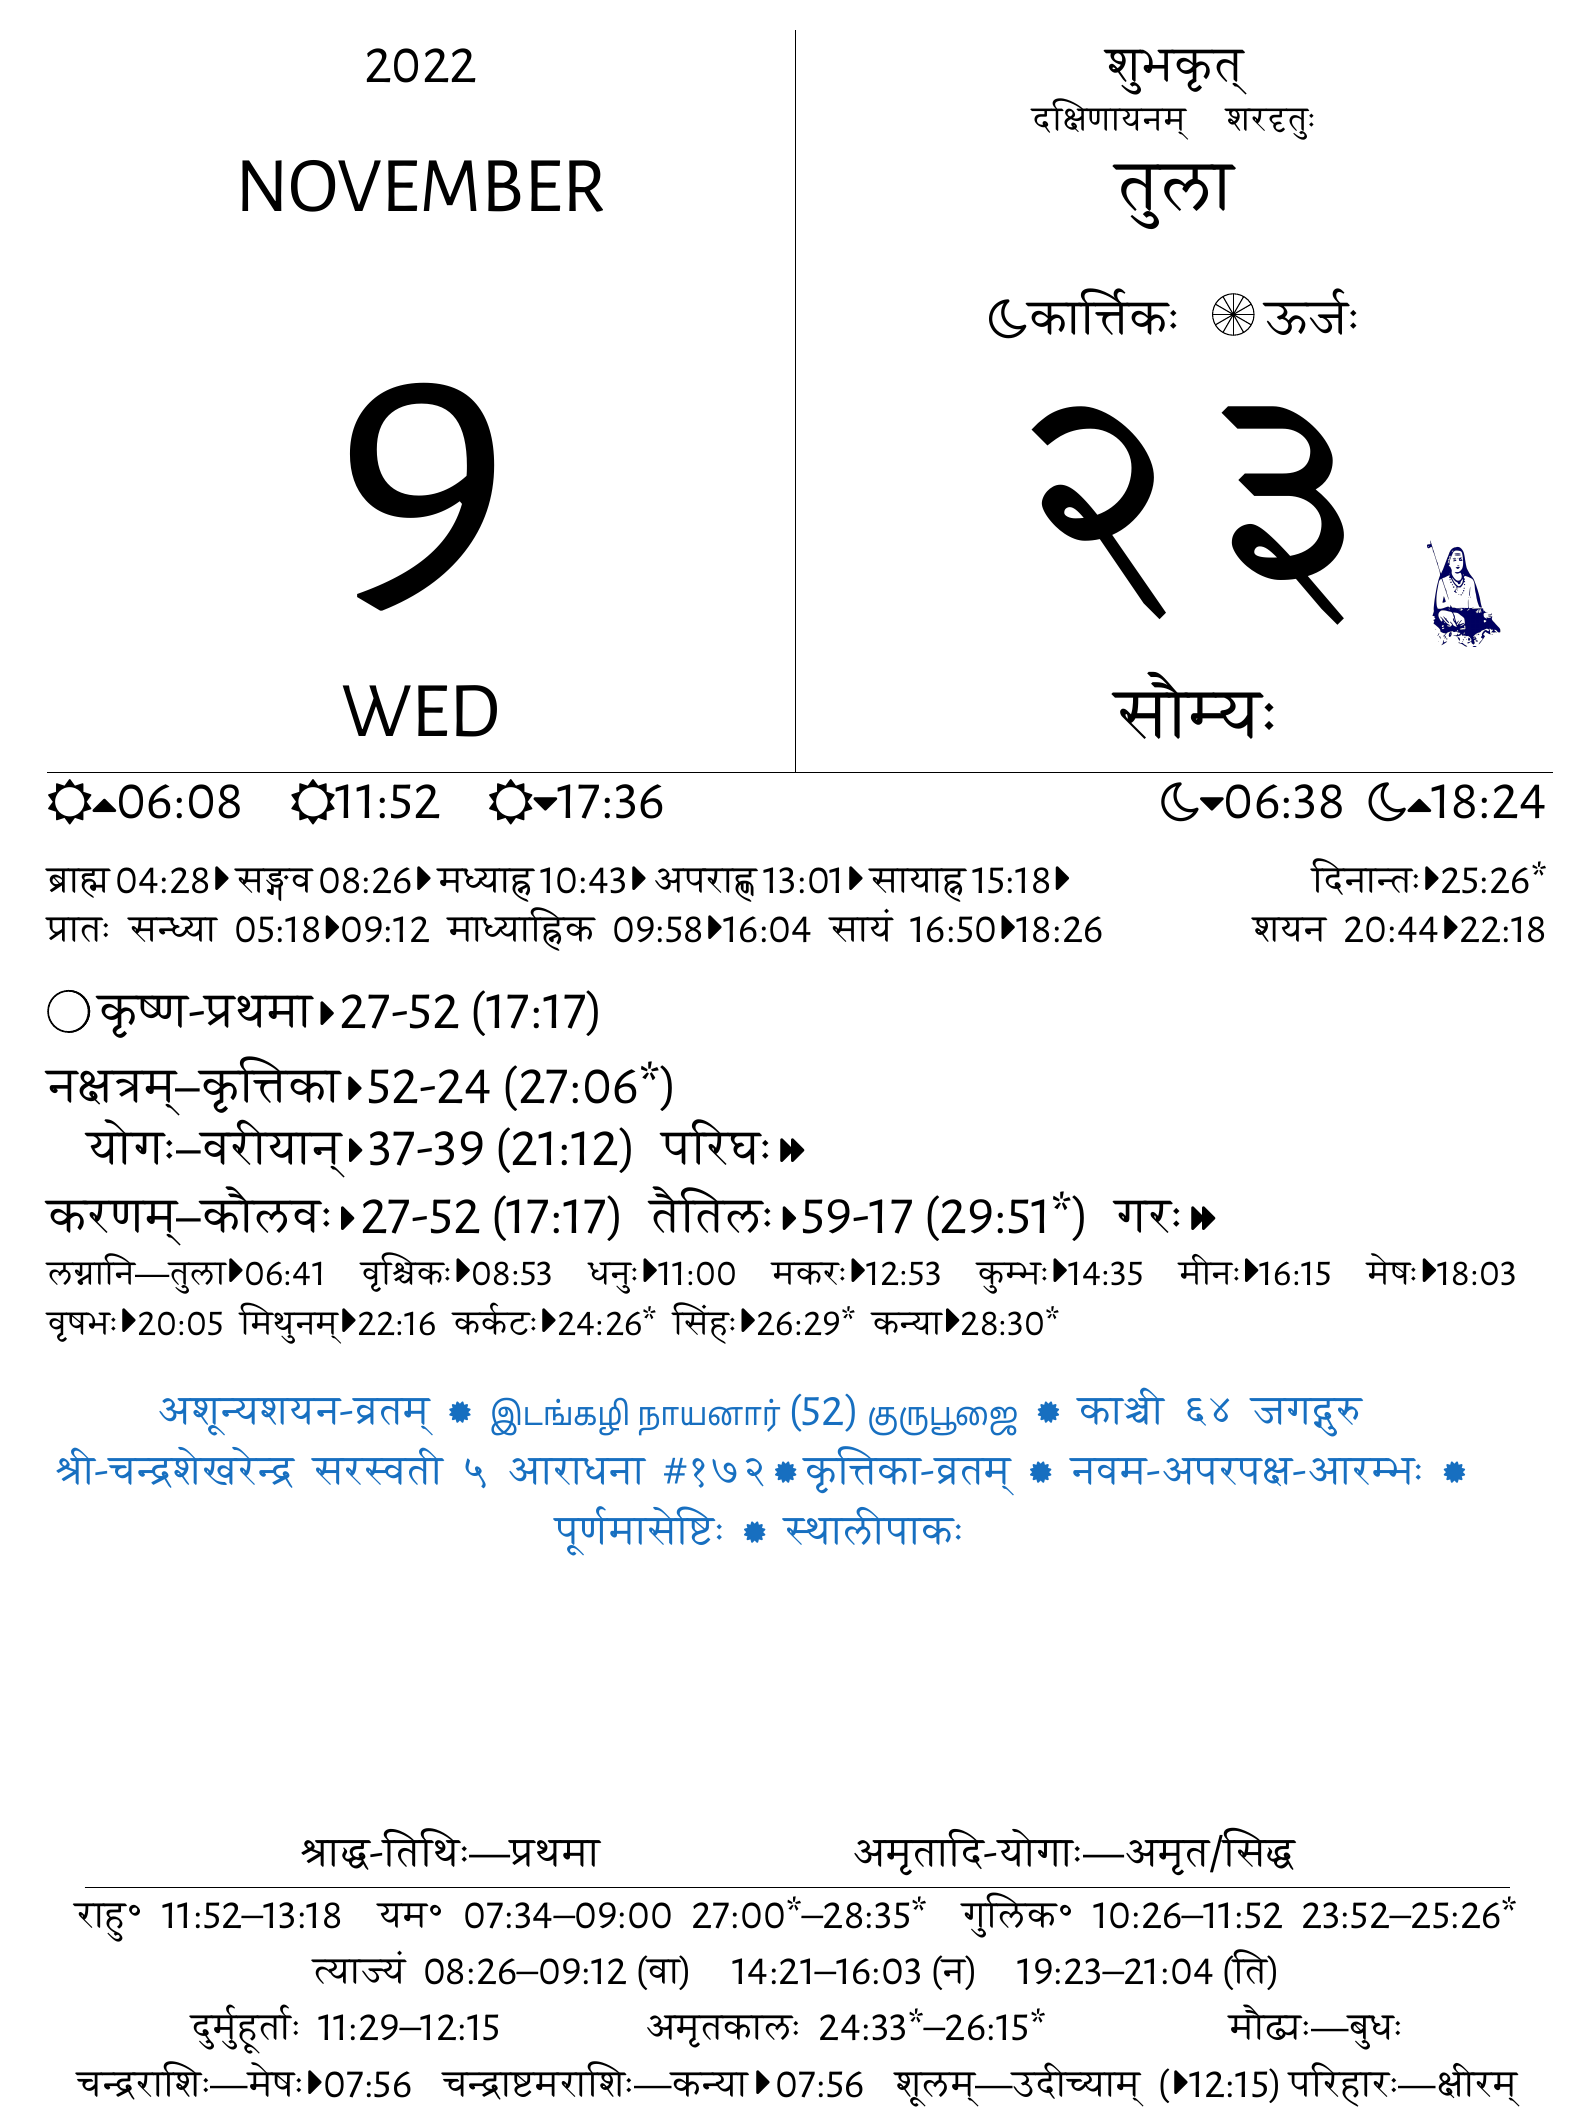 2022
NOVEMBER
9
WED
शुभकृत्
दक्षिणायनम् शरदृतुः
तुला
कार्त्तिकः ऊर्जः
२३
सौम्यः
06:08 11:52 17:36 06:38 18:24
ब्राह्म 04:28 सङ्गव 08:26 मध्याह्न 10:43 अपराह्ण 13:01 सायाह्न 15:18 दिनान्तः 25:26*
प्रातः सन्ध्या 05:18 09:12 माध्याह्निक 09:58 16:04 सायं 16:50 18:26 शयन 20:44 22:18
कृष्ण-प्रथमा 27-52 (17:17)
नक्षत्रम्–कृत्तिका 52-24 (27:06*)
योगः–वरीयान् 37-39 (21:12) परिघः
करणम्–कौलवः 27-52 (17:17) तैतिलः 59-17 (29:51*) गरः
लग्नानि—तुला 06:41 वृश्चिकः 08:53 धनुः 11:00 मकरः 12:53 कुम्भः 14:35 मीनः 16:15 मेषः 18:03
वृषभः 20:05 मिथुनम् 22:16 कर्कटः 24:26* सिंहः 26:29* कन्या 28:30*
अशून्यशयन-व्रतम् ✹ இடங்கழி நாயனார் (52) குருபூஜை ✹ काञ्ची ६४ जगद्गुरु
श्री-चन्द्रशेखरेन्द्र सरस्वती ५ आराधना #१७२ ✹ कृत्तिका-व्रतम् ✹ नवम-अपरपक्ष-आरम्भः ✹
पूर्णमासेष्टिः ✹ स्थालीपाकः
श्राद्ध-तिथिः—प्रथमा अमृतादि-योगाः—अमृत/सिद्ध
राहु° 11:52–13:18 यम° 07:34–09:00 27:00*–28:35* गुलिक° 10:26–11:52 23:52–25:26*
त्याज्यं 08:26–09:12 (वा) 14:21–16:03 (न) 19:23–21:04 (ति)
दुर्मुहूर्ताः 11:29–12:15 अमृतकालः 24:33*–26:15* मौढ्यः—बुधः
चन्द्रराशिः—मेषः 07:56 चन्द्राष्टमराशिः—कन्या 07:56 शूलम्—उदीच्याम् (12:15) परिहारः—क्षीरम्